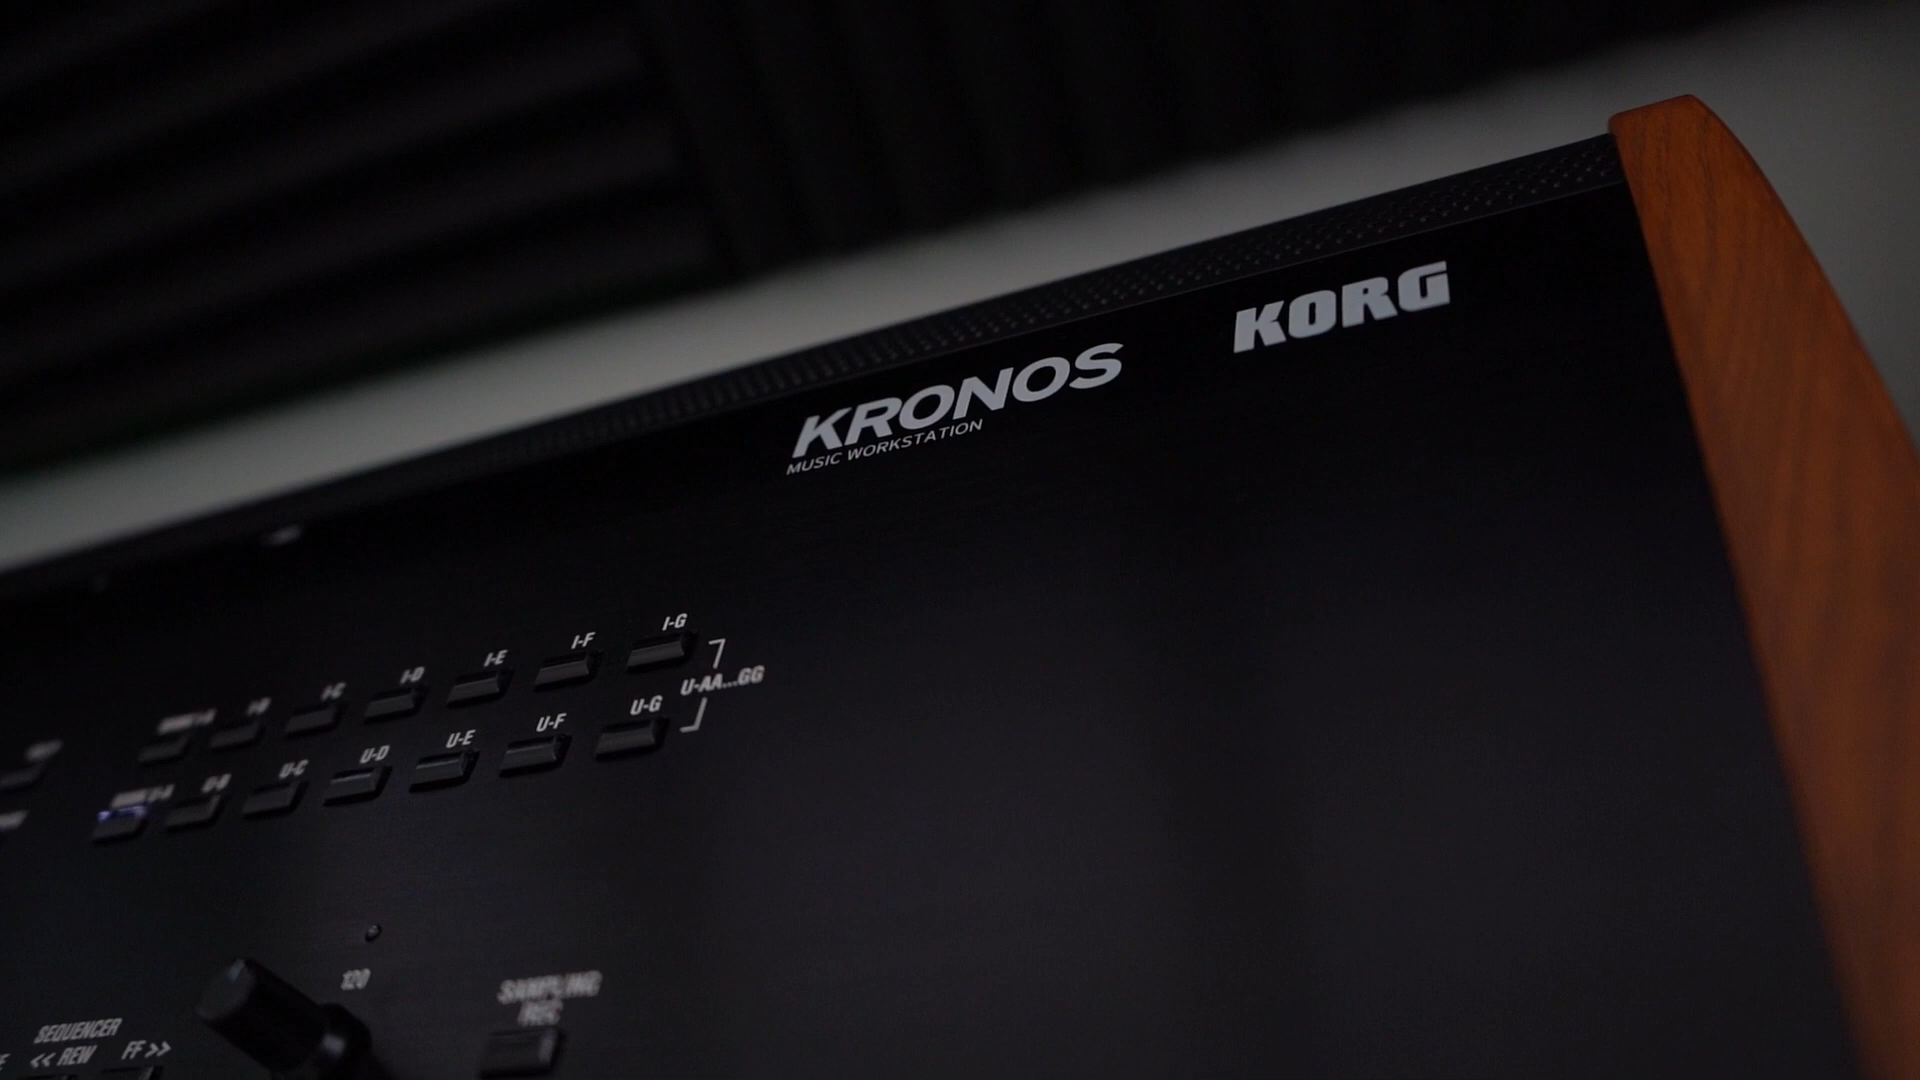 KORG
KRONOS
MUSIC WORKSTATION
I-B I-C I-D I-E I-F I-G
U-AA...GG
U-A U-B U-C U-D U-E U-F U-G
120
SAMPLING
REC
SEQUENCER
<< REW FF >>